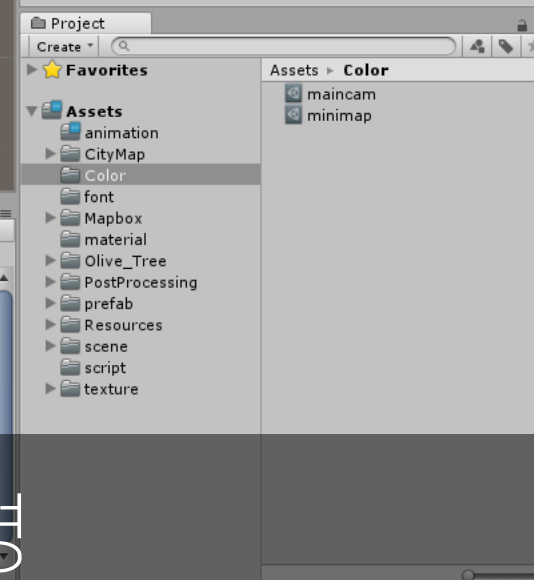 Project
Create
Favorites
Assets ▸ Color
maincam
Assets
minimap
animation
CityMap
Color
font
Mapbox
material
Olive_Tree
PostProcessing
prefab
Resources
scene
script
texture